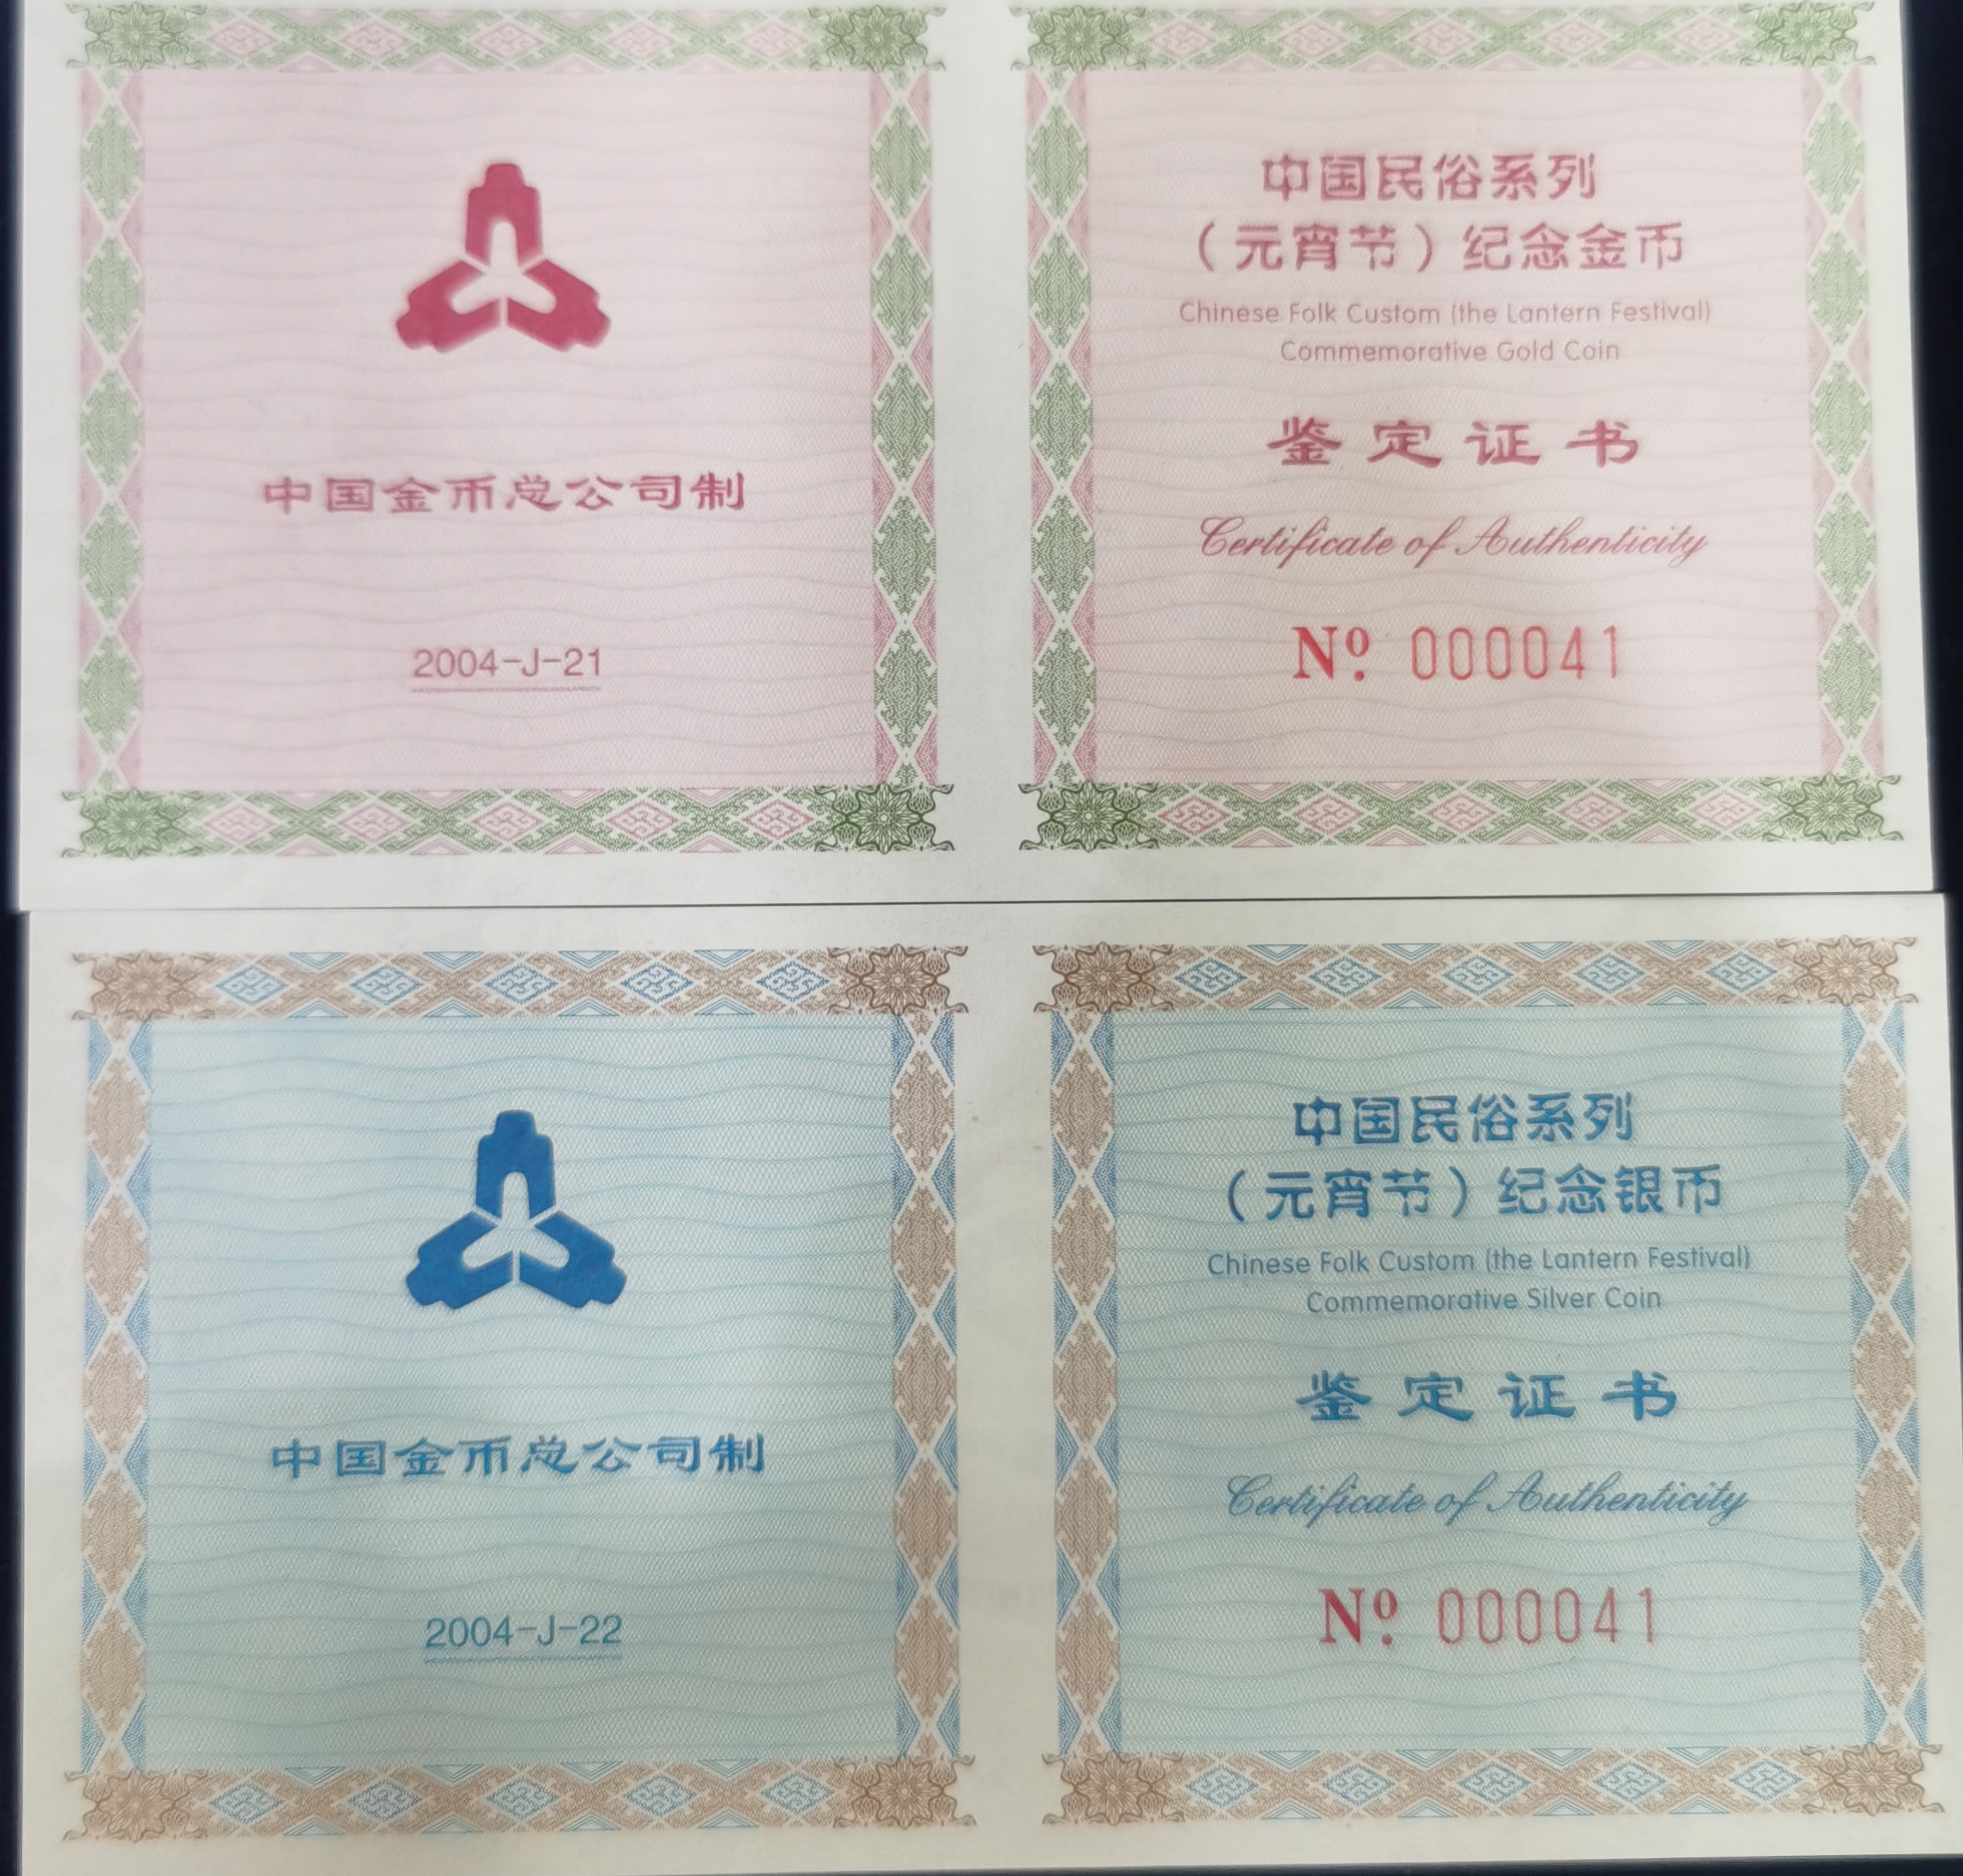 中国金币总公司制
2004-J-21
中国民俗系列
（元宵节）纪念金币
Chinese Folk Custom (the Lantern Festival)
Commemorative Gold Coin
鉴定证书
Certificate of Authenticity
Nº 000041
中国金币总公司制
2004-J-22
中国民俗系列
（元宵节）纪念银币
Chinese Folk Custom (the Lantern Festival)
Commemorative Silver Coin
鉴定证书
Certificate of Authenticity
Nº 000041